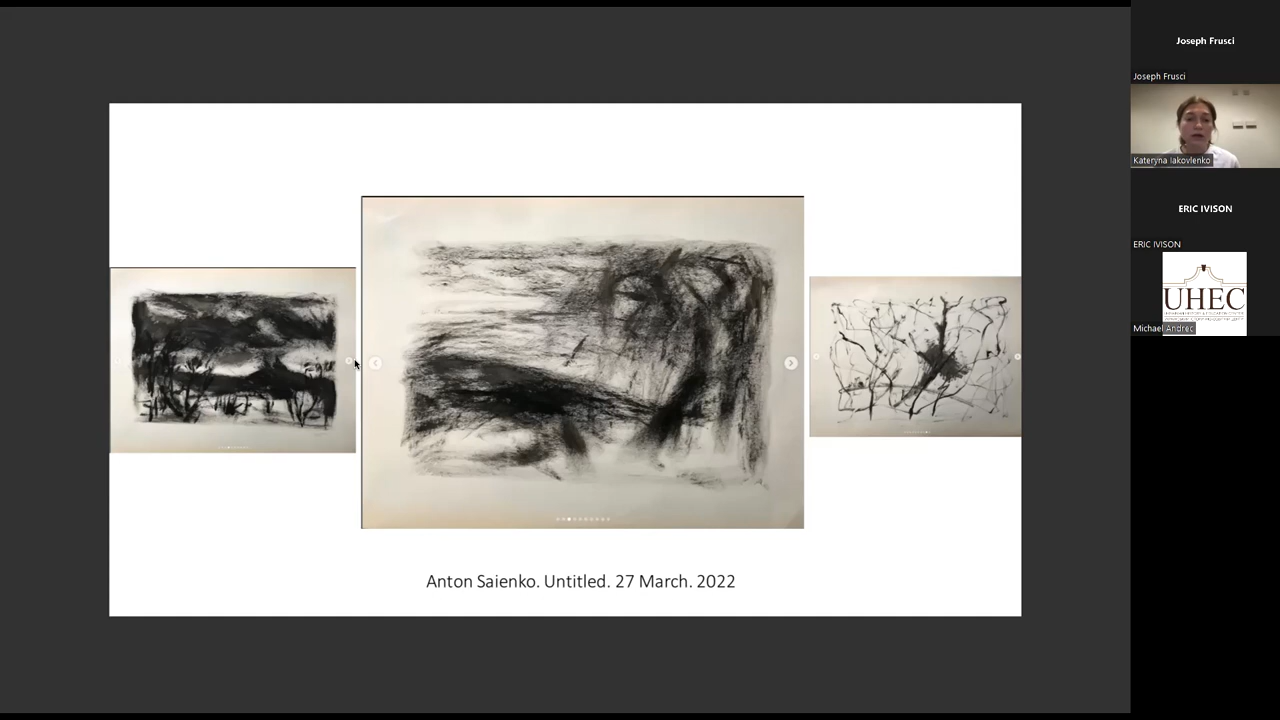 Anton Saienko. Untitled. 27 March. 2022
Joseph Frusci
Joseph Frusci
Kateryna Iakovlenko
ERIC IVISON
ERIC IVISON
UHEC
Michael Andrec